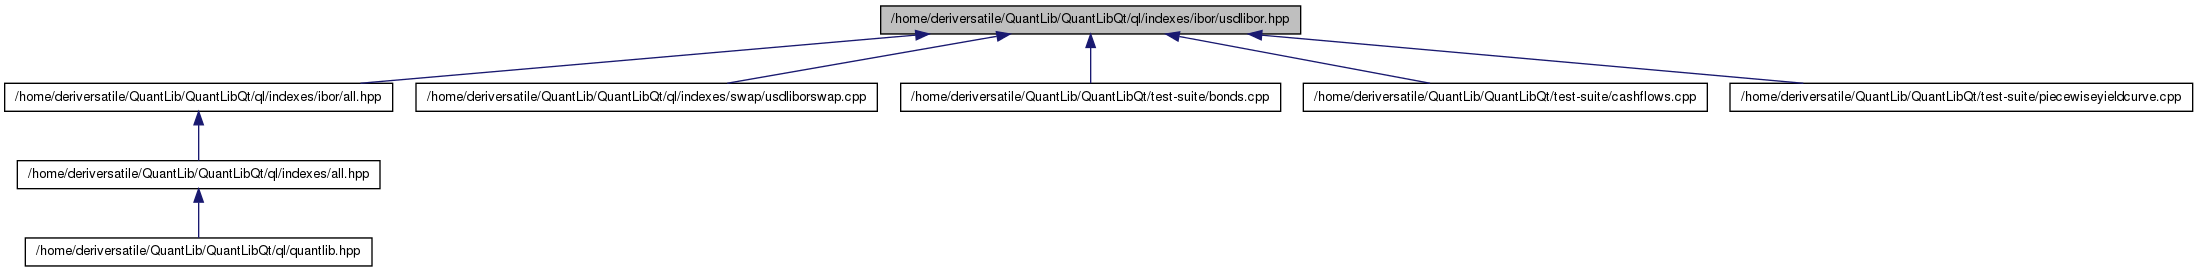 /home/deriversatile/QuantLib/QuantLibQt/ql/indexes/ibor/usdlibor.hpp
/home/deriversatile/QuantLib/QuantLibQt/ql/indexes/ibor/all.hpp
/home/deriversatile/QuantLib/QuantLibQt/ql/indexes/swap/usdliborswap.cpp
/home/deriversatile/QuantLib/QuantLibQt/test-suite/bonds.cpp
/home/deriversatile/QuantLib/QuantLibQt/test-suite/cashflows.cpp
/home/deriversatile/QuantLib/QuantLibQt/test-suite/piecewiseyieldcurve.cpp
/home/deriversatile/QuantLib/QuantLibQt/ql/indexes/all.hpp
/home/deriversatile/QuantLib/QuantLibQt/ql/quantlib.hpp